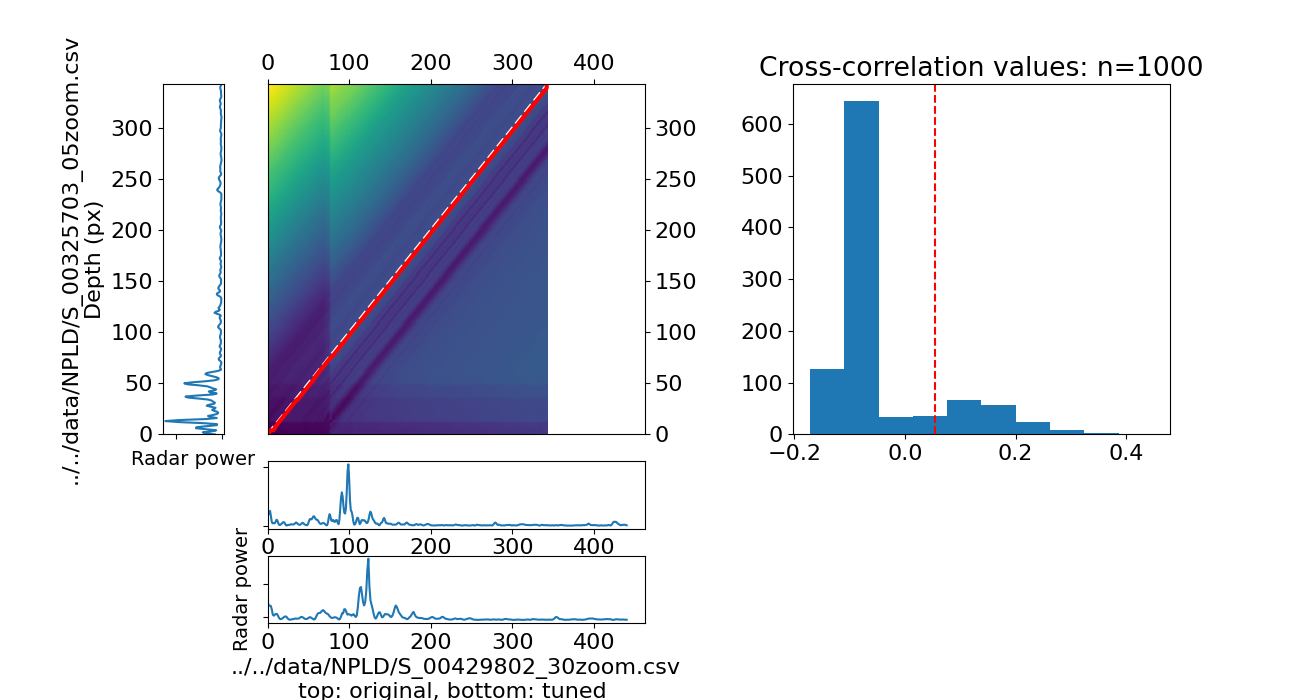 Cross-correlation values: n=1000
0 100 200 300 400
../../data/NPLD/S_00325703_05zoom.csv
Depth (px)
300
250
200
150
100
50
0
300
250
200
150
100
50
0
600
500
400
300
200
100
0
−0.2 0.0 0.2 0.4
Radar power
0 100 200 300 400
Radar power
0 100 200 300 400
../../data/NPLD/S_00429802_30zoom.csv
top: original, bottom: tuned